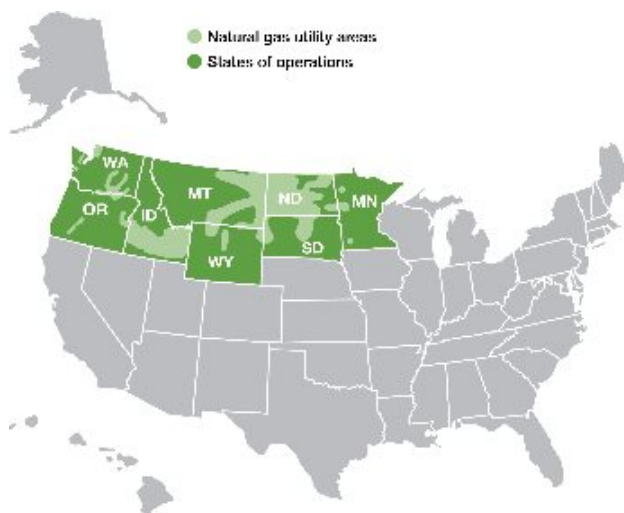 Natural gas utility areas
States of operations
WA
MT
ND
MN
OR
ID
SD
WY